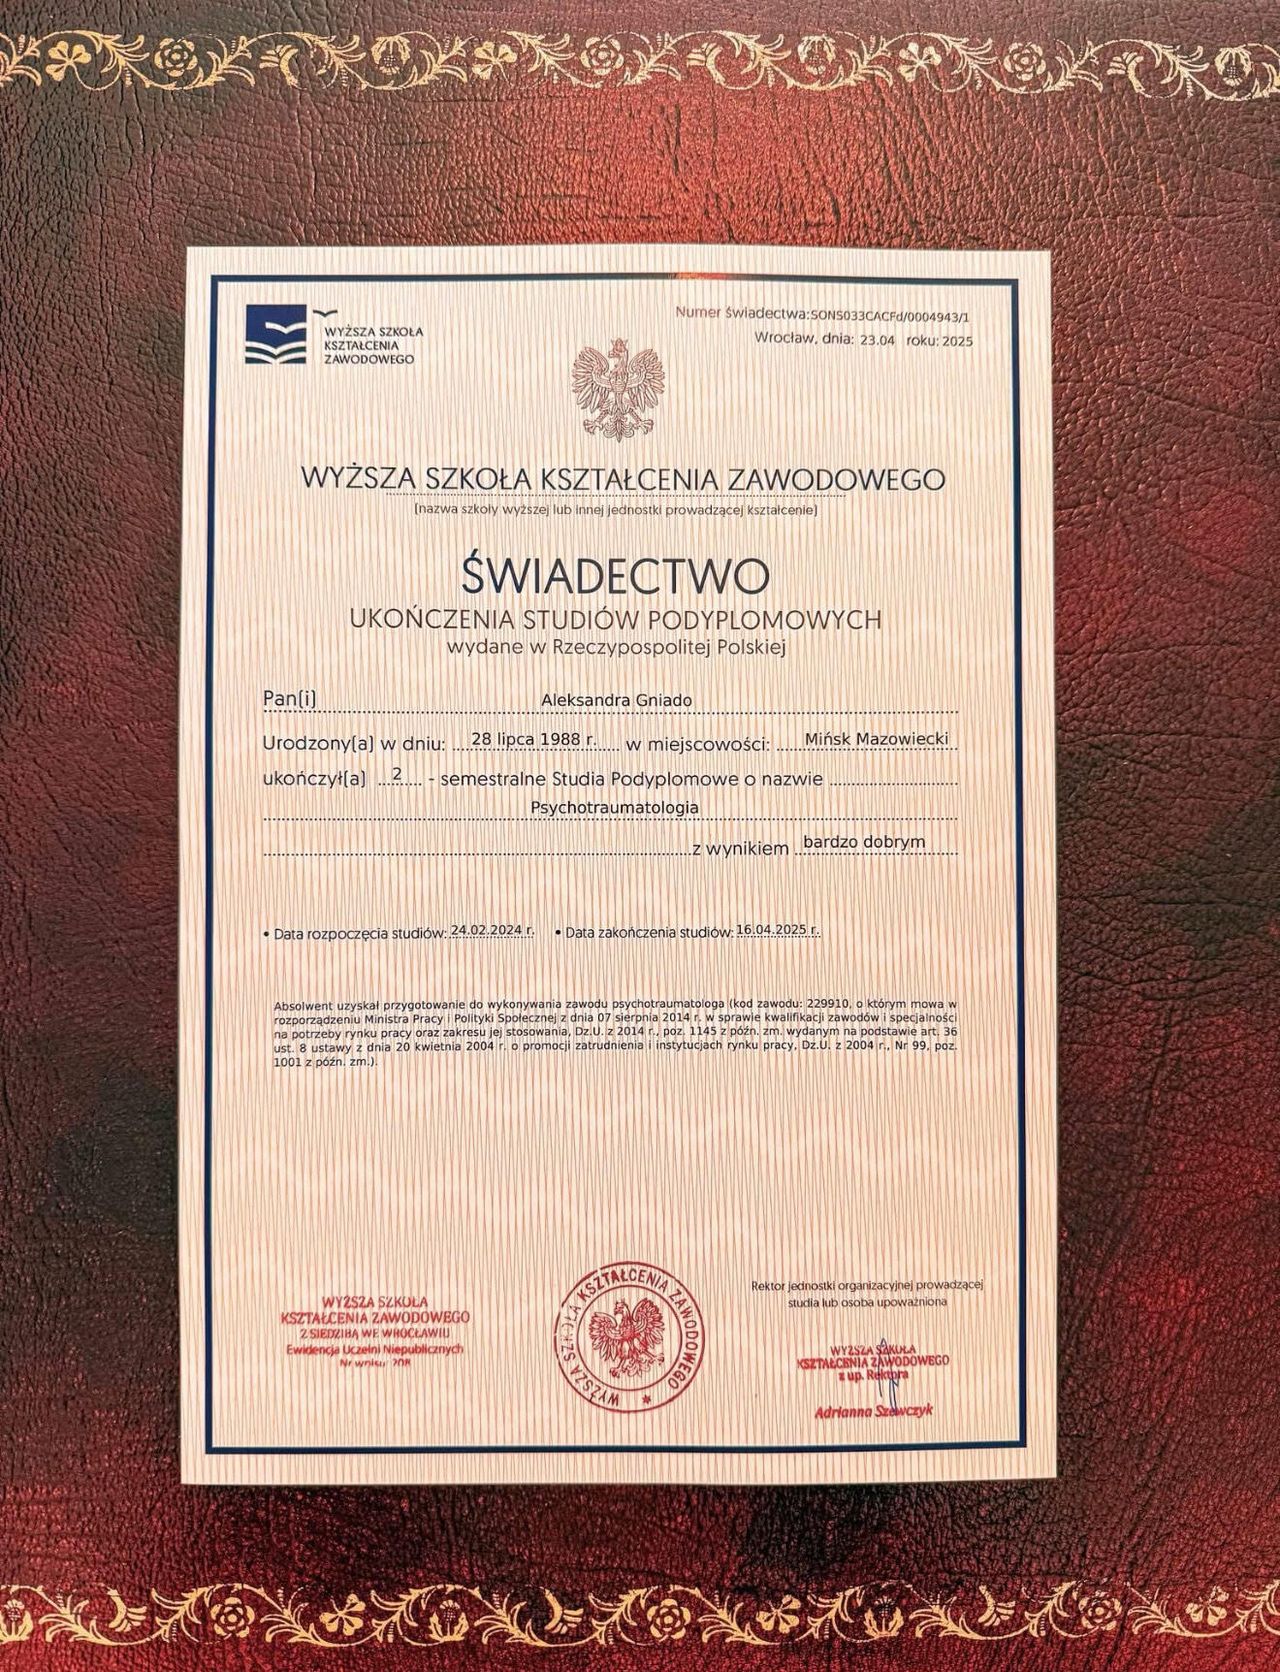 WYŻSZA SZKOŁA
KSZTAŁCENIA
ZAWODOWEGO
Numer świadectwa:SONS033CACFd/0004943/1
Wrocław, dnia: 23.04 roku: 2025
WYŻSZA SZKOŁA KSZTAŁCENIA ZAWODOWEGO
(nazwa szkoły wyższej lub innej jednostki prowadzącej kształcenie)
ŚWIADECTWO
UKOŃCZENIA STUDIÓW PODYPLOMOWYCH
wydane w Rzeczypospolitej Polskiej
Pan(i) Aleksandra Gniado
Urodzony(a) w dniu: 28 lipca 1988 r. w miejscowości: Mińsk Mazowiecki
ukończył(a) 2 - semestralne Studia Podyplomowe o nazwie
Psychotraumatologia
z wynikiem bardzo dobrym
• Data rozpoczęcia studiów: 24.02.2024 r. • Data zakończenia studiów: 16.04.2025 r.
Absolwent uzyskał przygotowanie do wykonywania zawodu psychotraumatologa (kod zawodu: 229910, o którym mowa w
rozporządzeniu Ministra Pracy i Polityki Społecznej z dnia 07 sierpnia 2014 r. w sprawie kwalifikacji zawodów i specjalności
na potrzeby rynku pracy oraz zakresu jej stosowania, Dz.U. z 2014 r., poz. 1145 z późn. zm. wydanym na podstawie art. 36
ust. 8 ustawy z dnia 20 kwietnia 2004 r. o promocji zatrudnienia i instytucjach rynku pracy, Dz.U. z 2004 r., Nr 99, poz.
1001 z późn. zm.).
WYŻSZA SZKOŁA
KSZTAŁCENIA ZAWODOWEGO
Z SIEDZIBĄ WE WROCŁAWIU
Ewidencja Uczelni Niepublicznych
Nr wpisu: 208
WYŻSZA SZKOŁA KSZTAŁCENIA ZAWODOWEGO
Rektor jednostki organizacyjnej prowadzącej
studia lub osoba upoważniona
WYŻSZA SZKOŁA
KSZTAŁCENIA ZAWODOWEGO
z up. Rektora
Adrianna Szewczyk